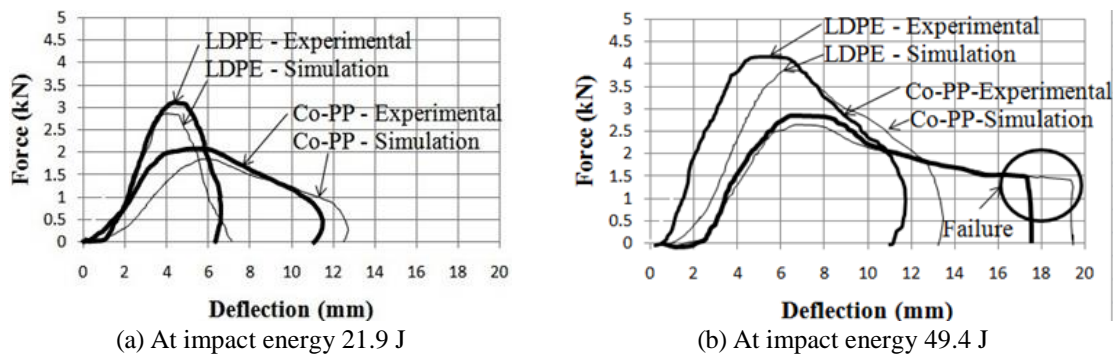 5
4.5
4
3.5
3
2.5
2
1.5
1
0.5
0
Force (kN)
LDPE - Experimental
LDPE - Simulation
Co-PP - Experimental
Co-PP - Simulation
0 2 4 6 8 10 12 14 16 18 20
Deflection (mm)
(a) At impact energy 21.9 J
5
4.5
4
3.5
3
2.5
2
1.5
1
0.5
0
Force (kN)
LDPE - Experimental
LDPE - Simulation
Co-PP-Experimental
Co-PP-Simulation
Failure
0 2 4 6 8 10 12 14 16 18 20
Deflection (mm)
(b) At impact energy 49.4 J